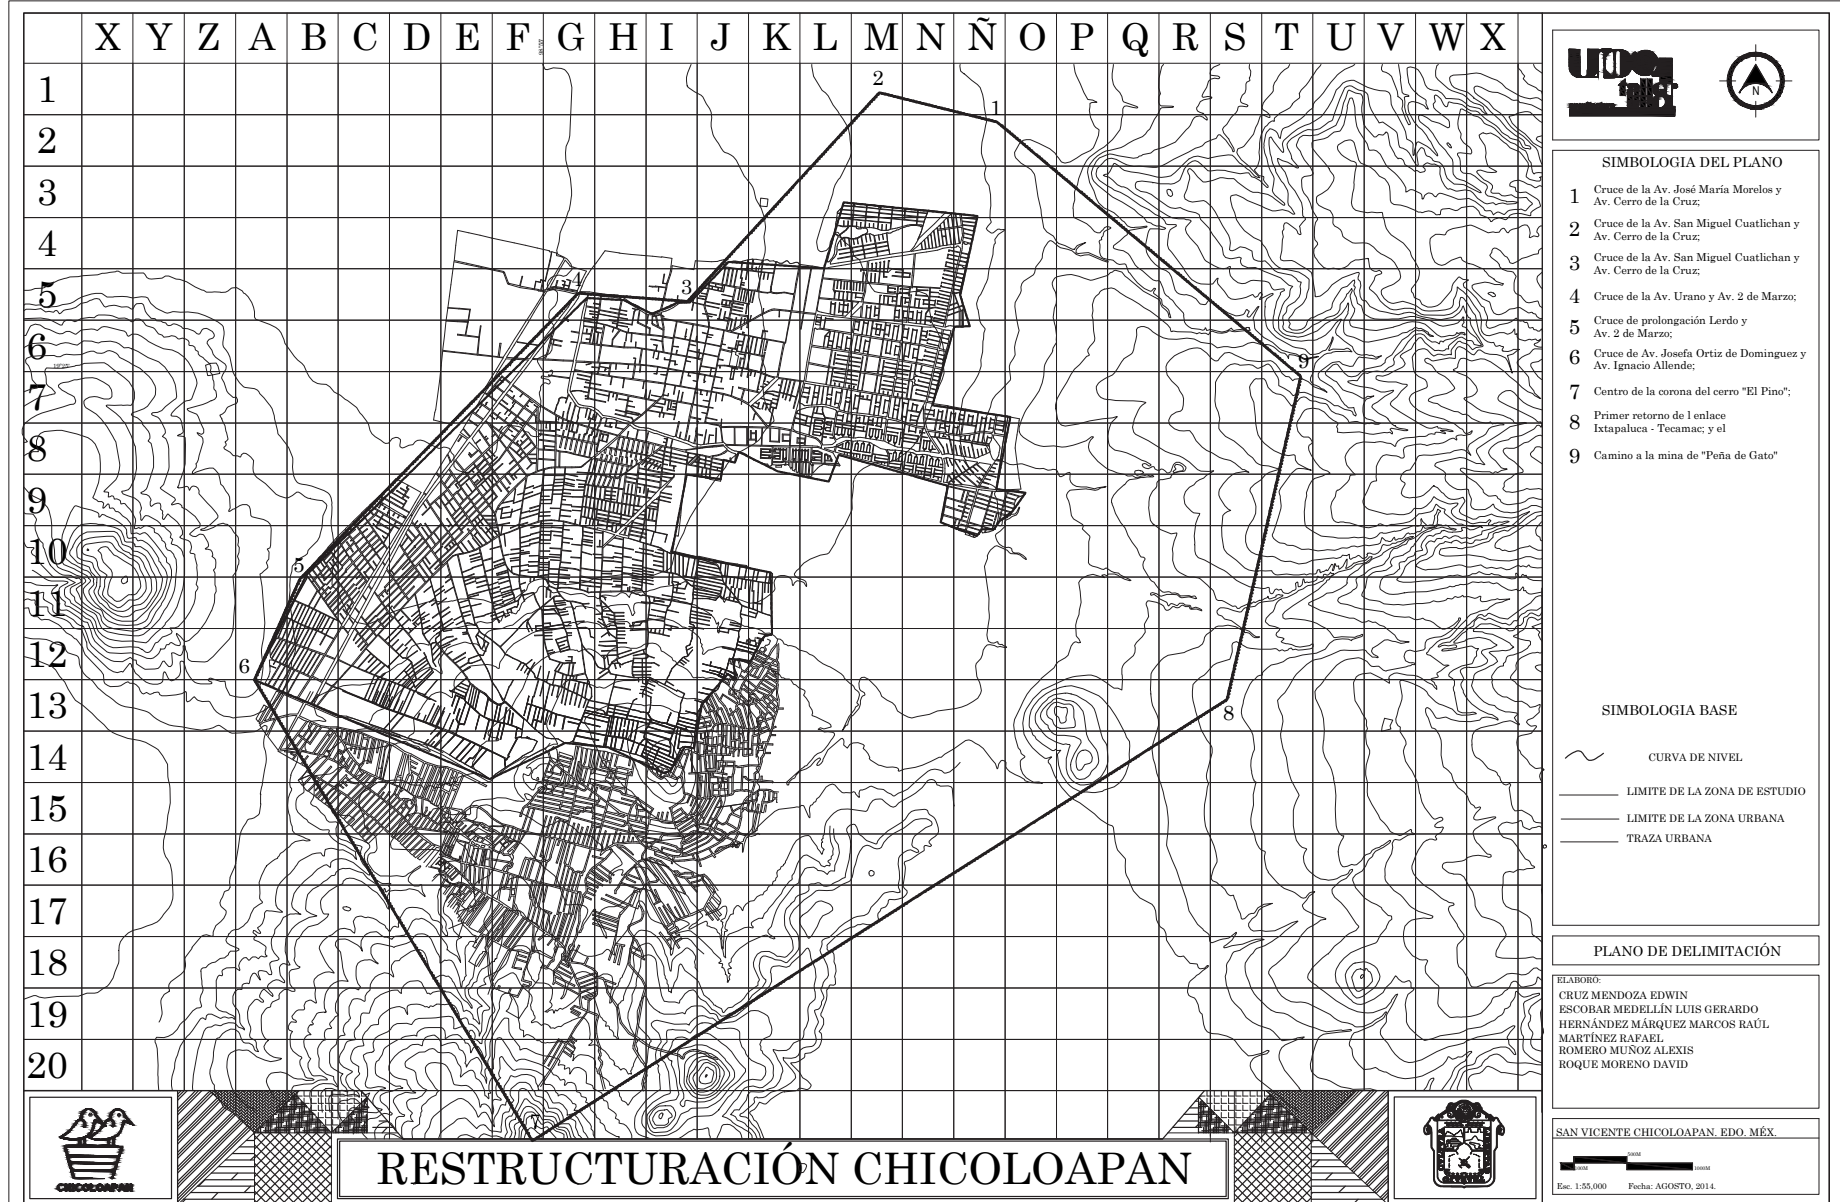 X Y Z A B C D E F G H I J K L M N Ñ O P Q R S T U V W X
1
2
3
4
5
6
7
8
9
10
11
12
13
14
15
16
17
18
19
20
2
1
3
4
9
5
6
8
7
N
SIMBOLOGIA DEL PLANO
1 Cruce de la Av. José María Morelos y
Av. Cerro de la Cruz;
2 Cruce de la Av. San Miguel Cuatlichan y
Av. Cerro de la Cruz;
3 Cruce de la Av. San Miguel Cuatlichan y
Av. Cerro de la Cruz;
4 Cruce de la Av. Urano y Av. 2 de Marzo;
5 Cruce de prolongación Lerdo y
Av. 2 de Marzo;
6 Cruce de Av. Josefa Ortiz de Dominguez y
Av. Ignacio Allende;
7 Centro de la corona del cerro "El Pino";
8 Primer retorno de l enlace
Ixtapaluca - Tecamac; y el
9 Camino a la mina de "Peña de Gato"
SIMBOLOGIA BASE
CURVA DE NIVEL
LIMITE DE LA ZONA DE ESTUDIO
LIMITE DE LA ZONA URBANA
TRAZA URBANA
PLANO DE DELIMITACIÓN
ELABORÓ:
CRUZ MENDOZA EDWIN
ESCOBAR MEDELLÍN LUIS GERARDO
HERNÁNDEZ MÁRQUEZ MARCOS RAÚL
MARTÍNEZ RAFAEL
ROMERO MUÑOZ ALEXIS
ROQUE MORENO DAVID
SAN VICENTE CHICOLOAPAN. EDO. MÉX.
500M
100M 1000M
Esc. 1:55,000 Fecha: AGOSTO, 2014.
CHICOLOAPAN
RESTRUCTURACIÓN CHICOLOAPAN